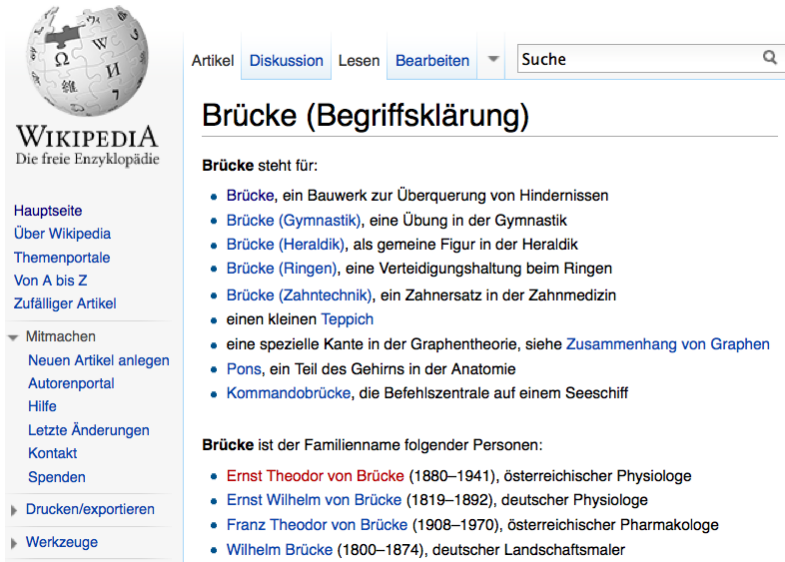 WIKIPEDIA
Die freie Enzyklopädie
Hauptseite
Über Wikipedia
Themenportale
Von A bis Z
Zufälliger Artikel
Mitmachen
Neuen Artikel anlegen
Autorenportal
Hilfe
Letzte Änderungen
Kontakt
Spenden
Drucken/exportieren
Werkzeuge
Artikel Diskussion Lesen Bearbeiten Suche
Brücke (Begriffsklärung)
Brücke steht für:
Brücke, ein Bauwerk zur Überquerung von Hindernissen
Brücke (Gymnastik), eine Übung in der Gymnastik
Brücke (Heraldik), als gemeine Figur in der Heraldik
Brücke (Ringen), eine Verteidigungshaltung beim Ringen
Brücke (Zahntechnik), ein Zahnersatz in der Zahnmedizin
einen kleinen Teppich
eine spezielle Kante in der Graphentheorie, siehe Zusammenhang von Graphen
Pons, ein Teil des Gehirns in der Anatomie
Kommandobrücke, die Befehlszentrale auf einem Seeschiff
Brücke ist der Familienname folgender Personen:
Ernst Theodor von Brücke (1880–1941), österreichischer Physiologe
Ernst Wilhelm von Brücke (1819–1892), deutscher Physiologe
Franz Theodor von Brücke (1908–1970), österreichischer Pharmakologe
Wilhelm Brücke (1800–1874), deutscher Landschaftsmaler